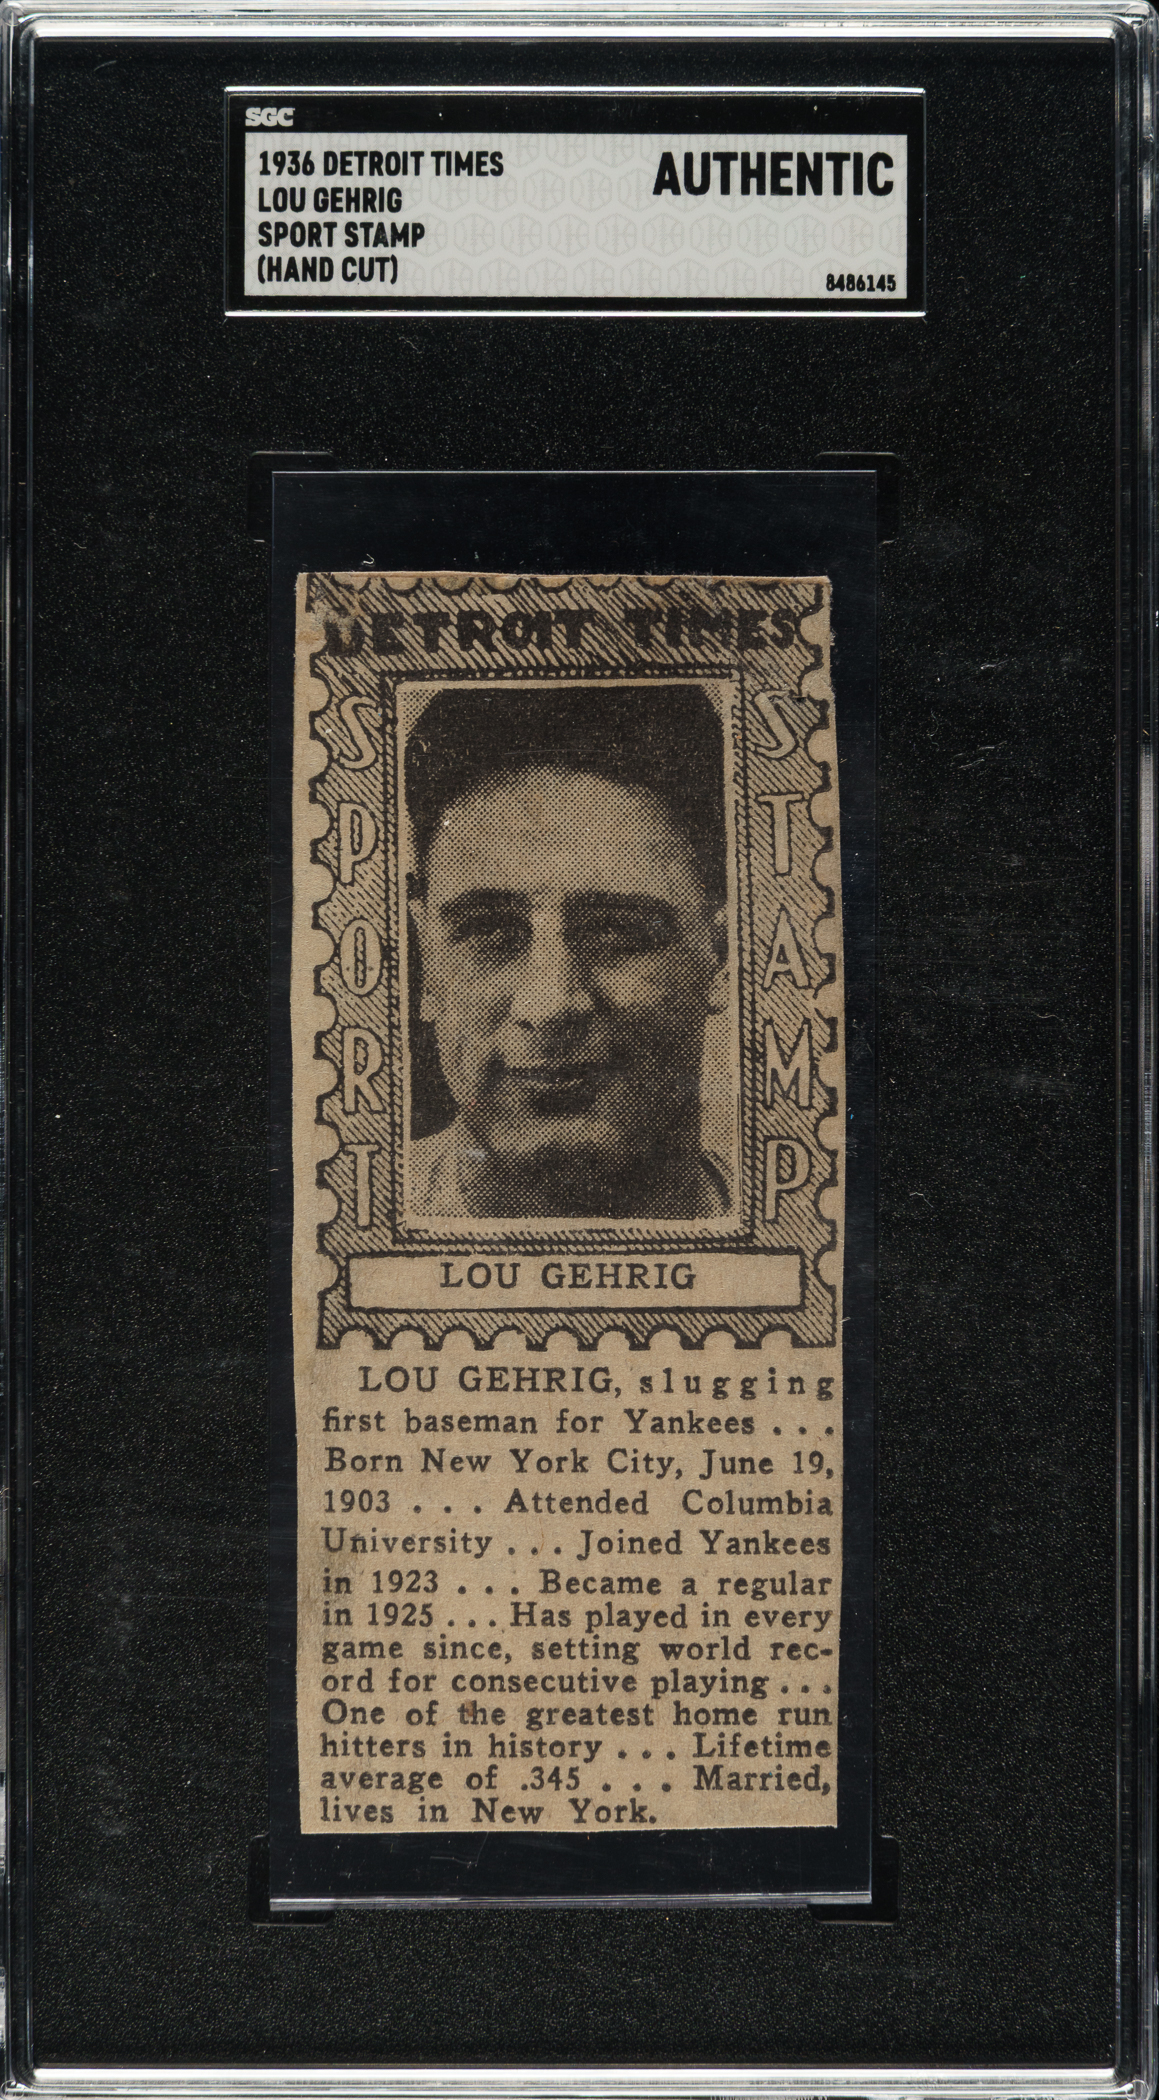 SGC
1936 DETROIT TIMES
LOU GEHRIG
SPORT STAMP
(HAND CUT)
AUTHENTIC
8486145
DETROIT TIMES
SPORT
STAMP
LOU GEHRIG
LOU GEHRIG, slugging
first baseman for Yankees . . .
Born New York City, June 19,
1903 . . . Attended Columbia
University . . . Joined Yankees
in 1923 . . . Became a regular
in 1925 . . . Has played in every
game since, setting world rec-
ord for consecutive playing . . .
One of the greatest home run
hitters in history . . . Lifetime
average of .345 . . . Married,
lives in New York.